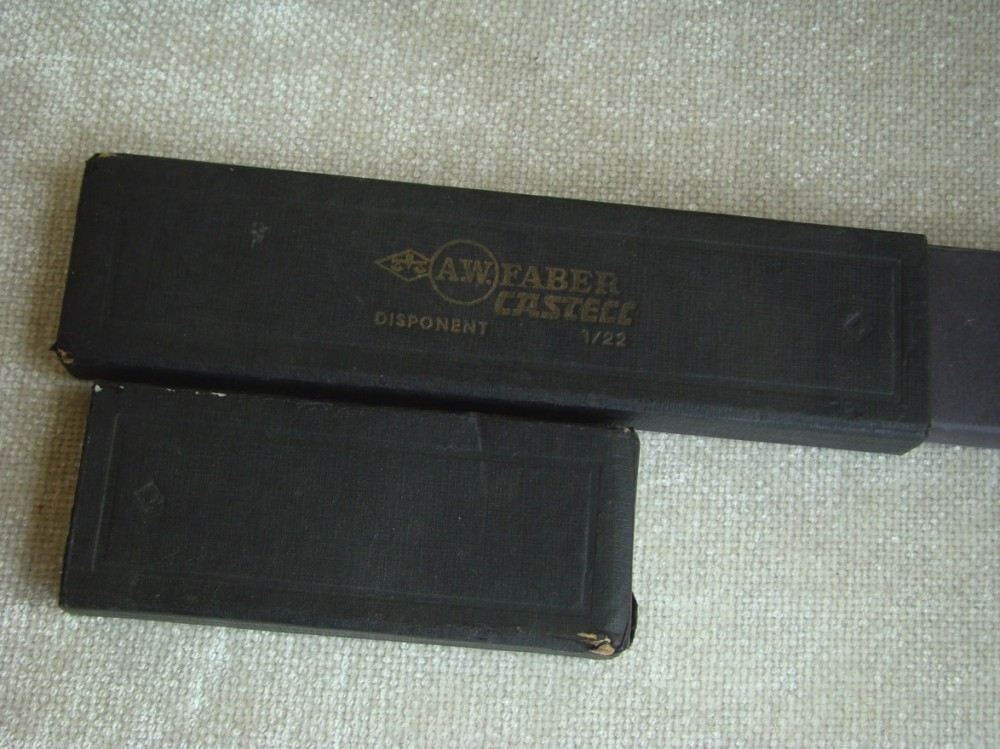 A.W. FABER
CASTELL
DISPONENT 1/22